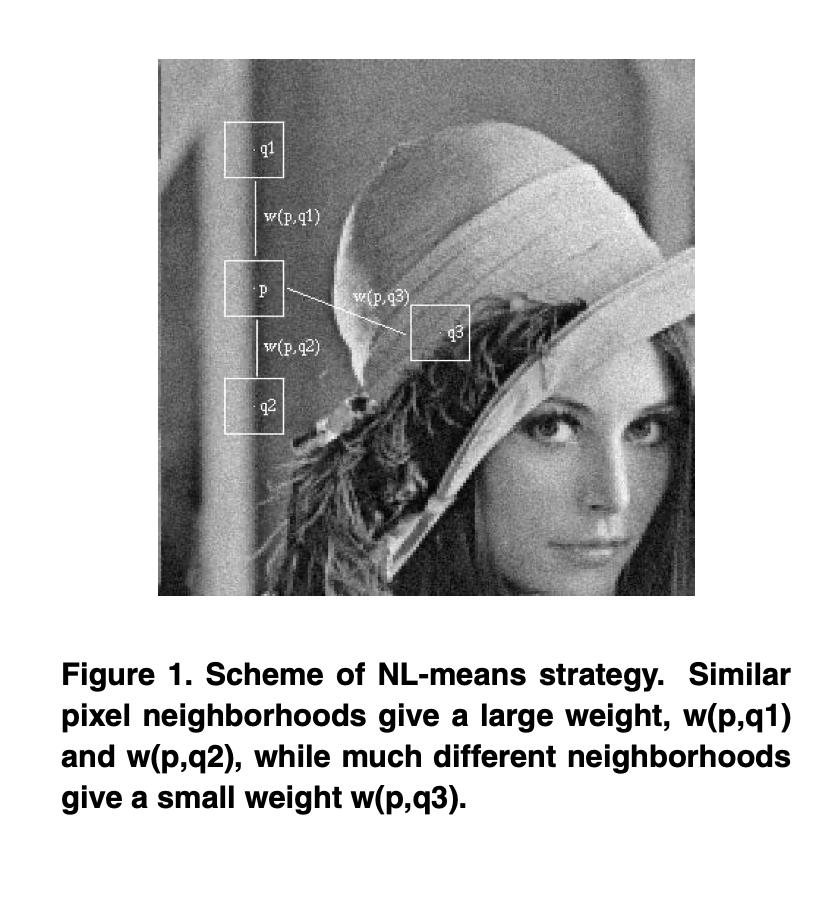 q1
w(p,q1)
p
w(p,q3)
q3
w(p,q2)
q2
Figure 1. Scheme of NL-means strategy. Similar
pixel neighborhoods give a large weight, w(p,q1)
and w(p,q2), while much different neighborhoods
give a small weight w(p,q3).